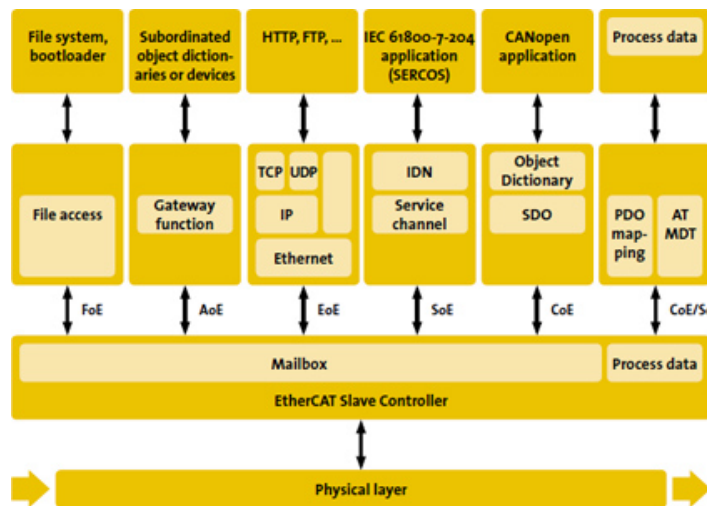 File system,
bootloader
Subordinated
object diction-
aries or devices
HTTP, FTP, ...
IEC 61800-7-204
application
(SERCOS)
CANopen
application
Process data
File access
Gateway
function
TCP
UDP
IP
Ethernet
IDN
Service
channel
Object
Dictionary
SDO
PDO
map-
ping
AT
MDT
FoE
AoE
EoE
SoE
CoE
CoE/S
Mailbox
Process data
EtherCAT Slave Controller
Physical layer